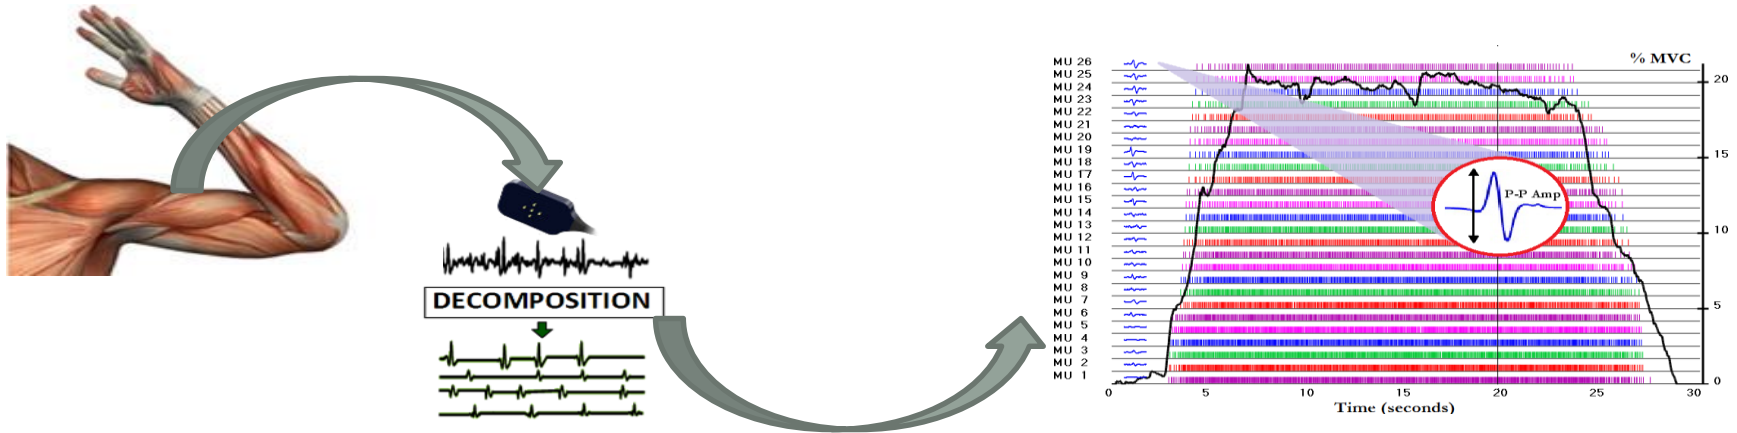 DECOMPOSITION
% MVC
MU 26
MU 25
MU 24
MU 23
MU 22
MU 21
MU 20
MU 19
MU 18
MU 17
MU 16
MU 15
MU 14
MU 13
MU 12
MU 11
MU 10
MU 9
MU 8
MU 7
MU 6
MU 5
MU 4
MU 3
MU 2
MU 1
P-P Amp
20
15
10
5
0
0 5 10 15 20 25 30
Time (seconds)